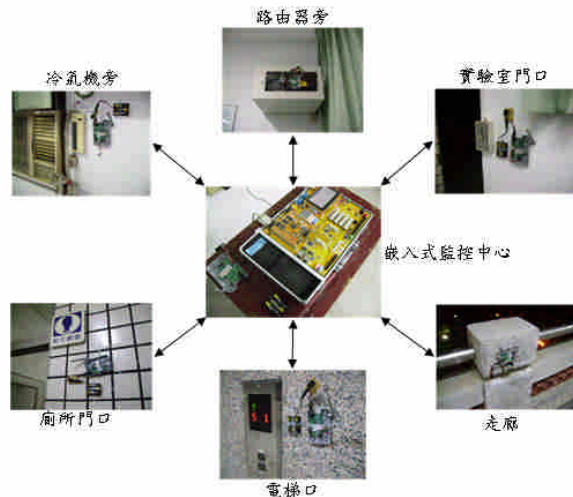 路由器旁
冷氣機旁
實驗室門口
嵌入式監控中心
廁所門口
走廊
電梯口